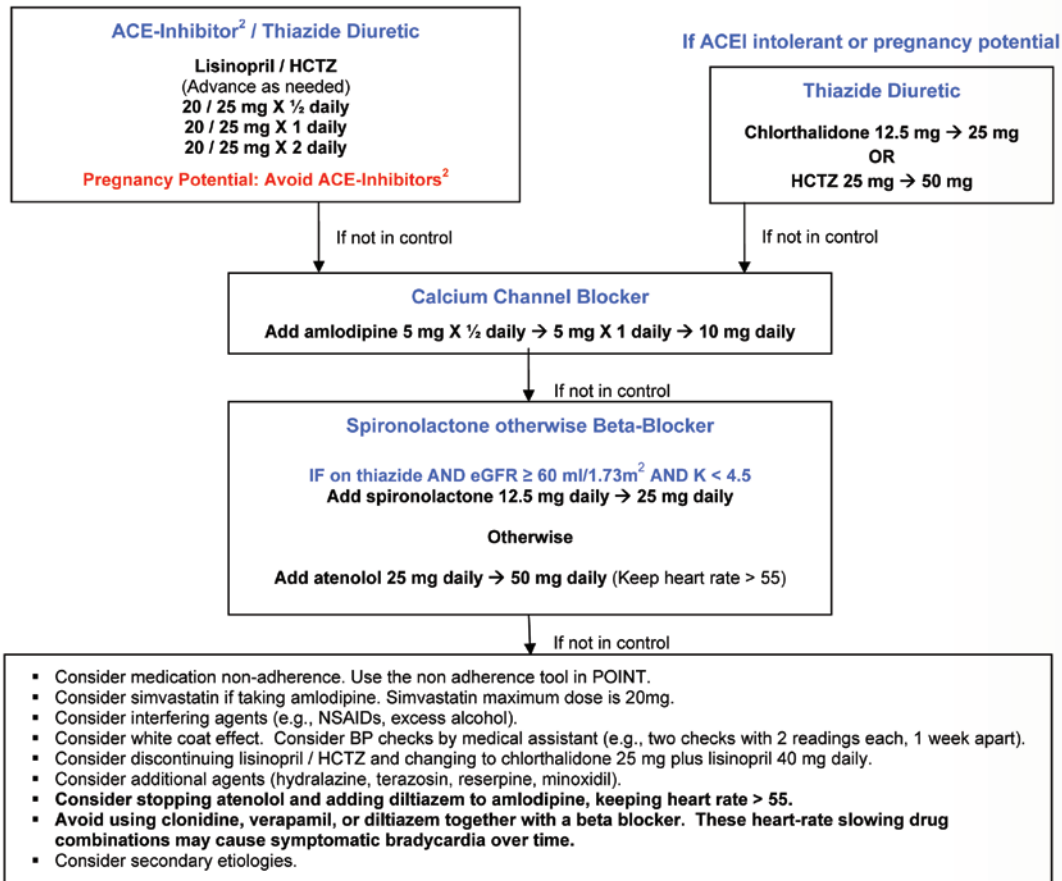 ACE-Inhibitor² / Thiazide Diuretic
Lisinopril / HCTZ
(Advance as needed)
20 / 25 mg X ½ daily
20 / 25 mg X 1 daily
20 / 25 mg X 2 daily
Pregnancy Potential: Avoid ACE-Inhibitors²
If ACEI intolerant or pregnancy potential
Thiazide Diuretic
Chlorthalidone 12.5 mg → 25 mg
OR
HCTZ 25 mg → 50 mg
If not in control
If not in control
Calcium Channel Blocker
Add amlodipine 5 mg X ½ daily → 5 mg X 1 daily → 10 mg daily
If not in control
Spironolactone otherwise Beta-Blocker
IF on thiazide AND eGFR ≥ 60 ml/1.73m² AND K < 4.5
Add spironolactone 12.5 mg daily → 25 mg daily
Otherwise
Add atenolol 25 mg daily → 50 mg daily (Keep heart rate > 55)
If not in control
▪ Consider medication non-adherence. Use the non adherence tool in POINT.
▪ Consider simvastatin if taking amlodipine. Simvastatin maximum dose is 20mg.
▪ Consider interfering agents (e.g., NSAIDs, excess alcohol).
▪ Consider white coat effect. Consider BP checks by medical assistant (e.g., two checks with 2 readings each, 1 week apart).
▪ Consider discontinuing lisinopril / HCTZ and changing to chlorthalidone 25 mg plus lisinopril 40 mg daily.
▪ Consider additional agents (hydralazine, terazosin, reserpine, minoxidil).
▪ Consider stopping atenolol and adding diltiazem to amlodipine, keeping heart rate > 55.
▪ Avoid using clonidine, verapamil, or diltiazem together with a beta blocker. These heart-rate slowing drug
combinations may cause symptomatic bradycardia over time.
▪ Consider secondary etiologies.